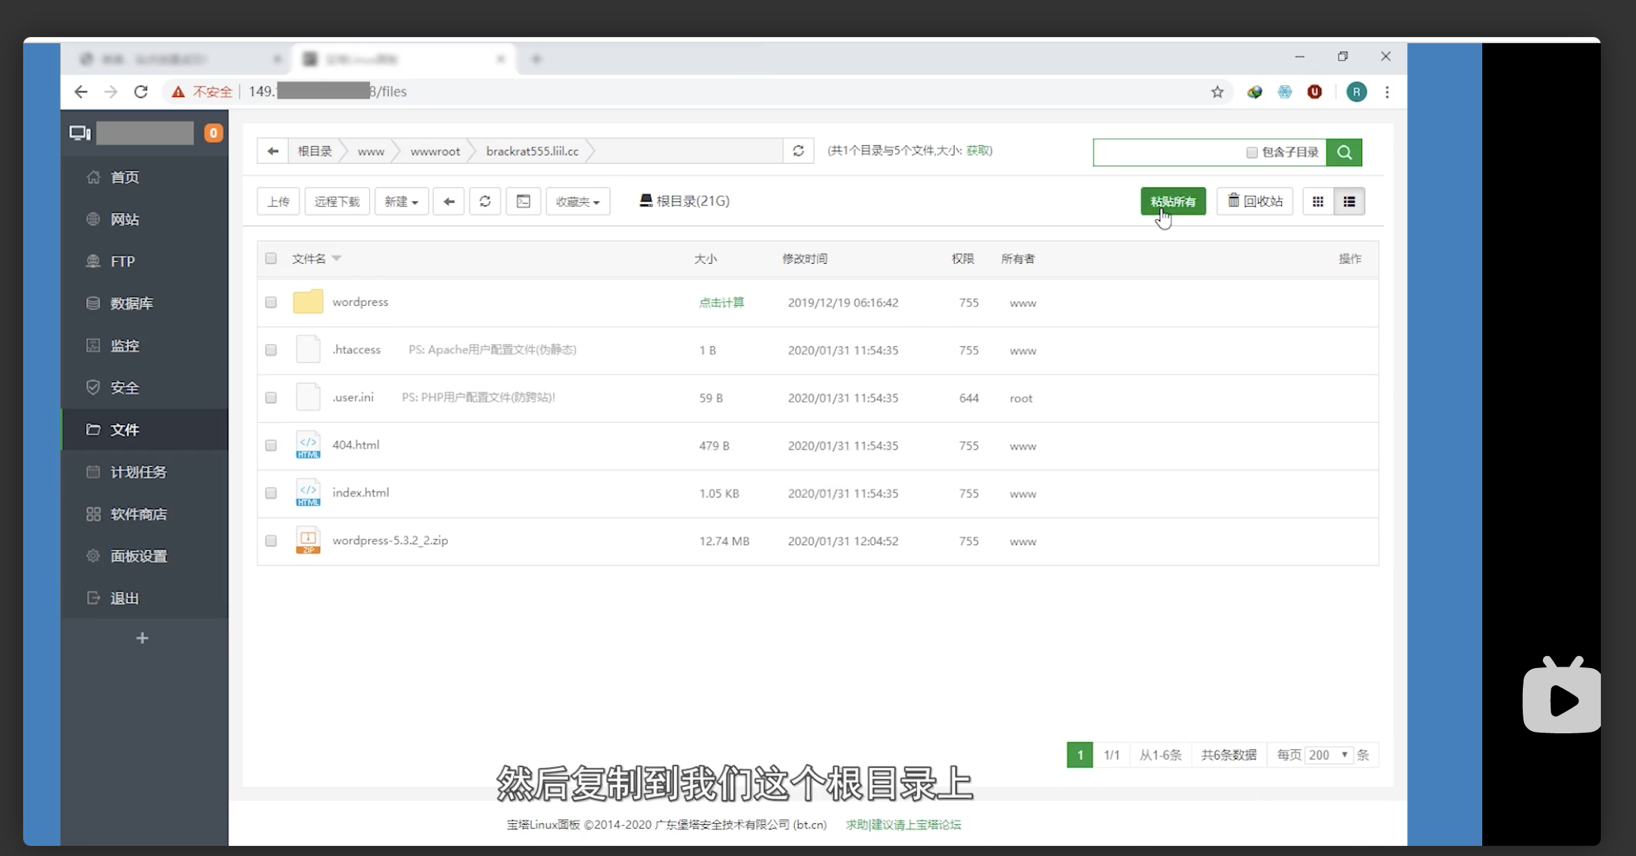 不安全 149. 8/files
R
0
首页
网站
FTP
数据库
监控
安全
文件
计划任务
软件商店
面板设置
退出
根目录 www wwwroot brackrat555.liil.cc (共1个目录与5个文件,大小: 获取) 包含子目录
上传 远程下载 新建 收藏夹 根目录(21G) 粘贴所有 回收站
文件名 大小 修改时间 权限 所有者 操作
wordpress 点击计算 2019/12/19 06:16:42 755 www
.htaccess PS: Apache用户配置文件(伪静态) 1 B 2020/01/31 11:54:35 755 www
.user.ini PS: PHP用户配置文件(防跨站)! 59 B 2020/01/31 11:54:35 644 root
HTML 404.html 479 B 2020/01/31 11:54:35 755 www
HTML index.html 1.05 KB 2020/01/31 11:54:35 755 www
ZIP wordpress-5.3.2_2.zip 12.74 MB 2020/01/31 12:04:52 755 www
1 1/1 从1-6条 共6条数据 每页 200 条
然后复制到我们这个根目录上
宝塔Linux面板 ©2014-2020 广东堡塔安全技术有限公司 (bt.cn) 求助|建议请上宝塔论坛